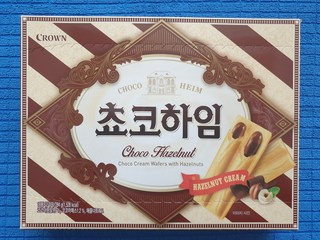 CROWN
CHOCO HEIM
쵸코하임
Choco Hazelnut
Choco Cream Wafers with Hazelnuts
HAZELNUT CREAM